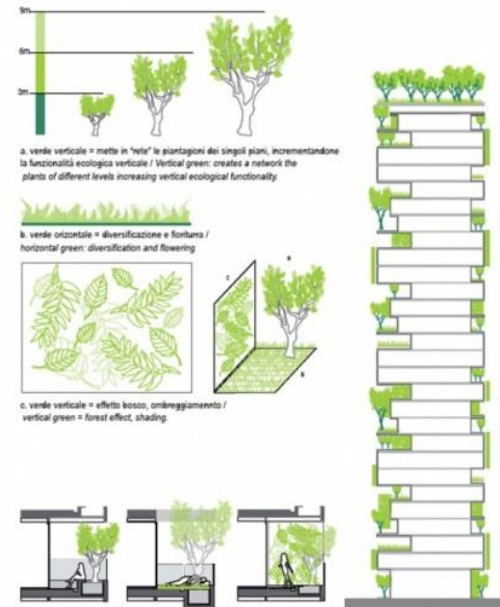 9m
6m
3m
a. verde verticale = mette in "rete" le piantagioni dei singoli piani, incrementandone
la funzionalità ecologica verticale / Vertical green: creates a network the
plants of different levels increasing vertical ecological functionality.
b. verde orizontale = diversificazione e fioritura /
horizontal green: diversification and flowering
c
a
b
c. verde verticale = effetto bosco, ombreggiamento /
vertical green = forest effect, shading.